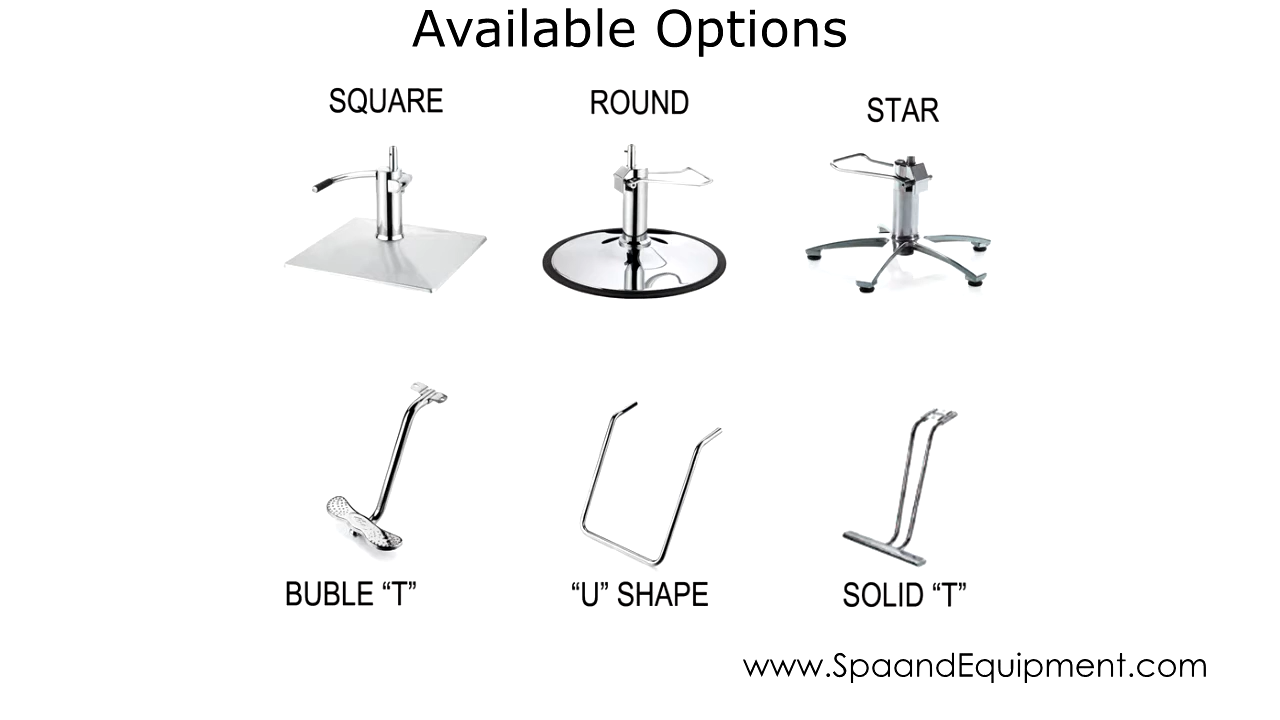 Available Options
SQUARE
ROUND
STAR
BUBLE “T”
“U” SHAPE
SOLID “T”
www.SpaandEquipment.com